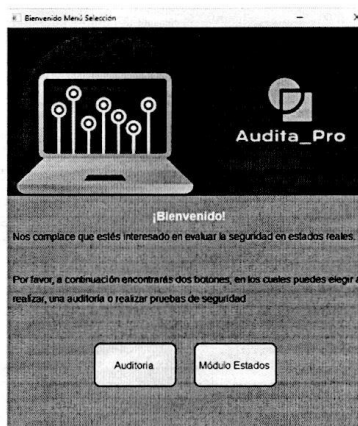 Bienvenido Menú Selección
Audita_Pro
¡Bienvenido!
Nos complace que estés interesado en evaluar la seguridad en estados reales.
Por favor, a continuación encontrarás dos botones, en los cuales puedes elegir a
realizar, una auditoría o realizar pruebas de seguridad
Auditoria
Módulo Estados